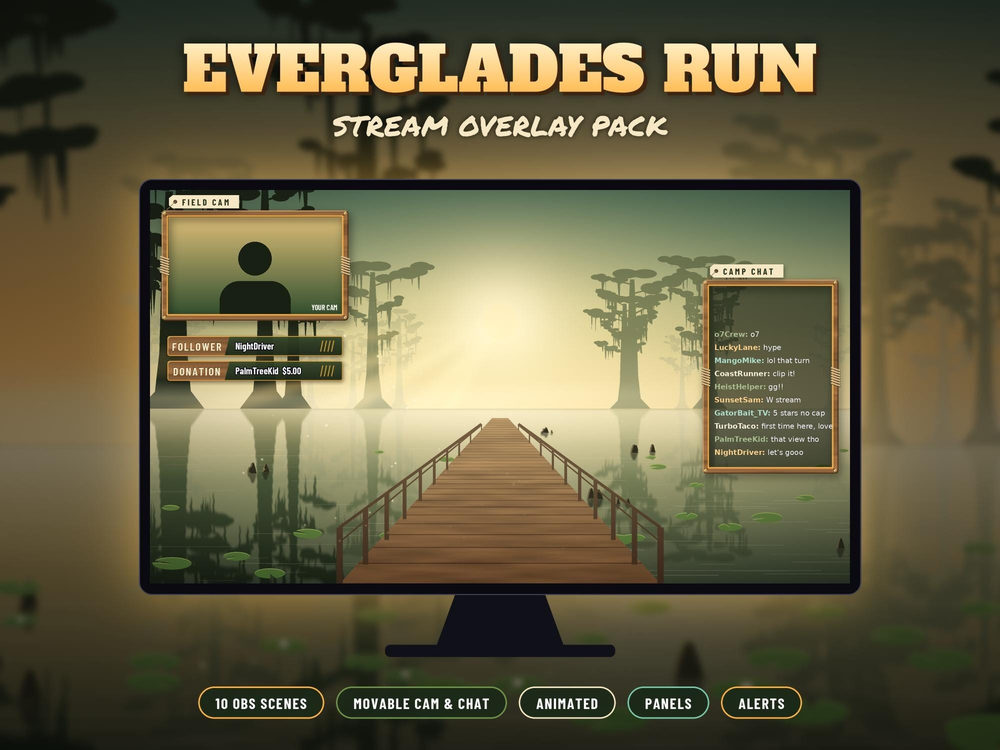 EVERGLADES RUN
STREAM OVERLAY PACK
FIELD CAM
YOUR CAM
FOLLOWER NightDriver
DONATION PalmTreeKid $5.00
CAMP CHAT
o7Crew: o7
LuckyLane: hype
MangoMike: lol that turn
CoastRunner: clip it!
HeistHelper: gg!!
SunsetSam: W stream
GatorBait_TV: 5 stars no cap
TurboTaco: first time here, love
PalmTreeKid: that view tho
NightDriver: let's gooo
10 OBS SCENES
MOVABLE CAM & CHAT
ANIMATED
PANELS
ALERTS